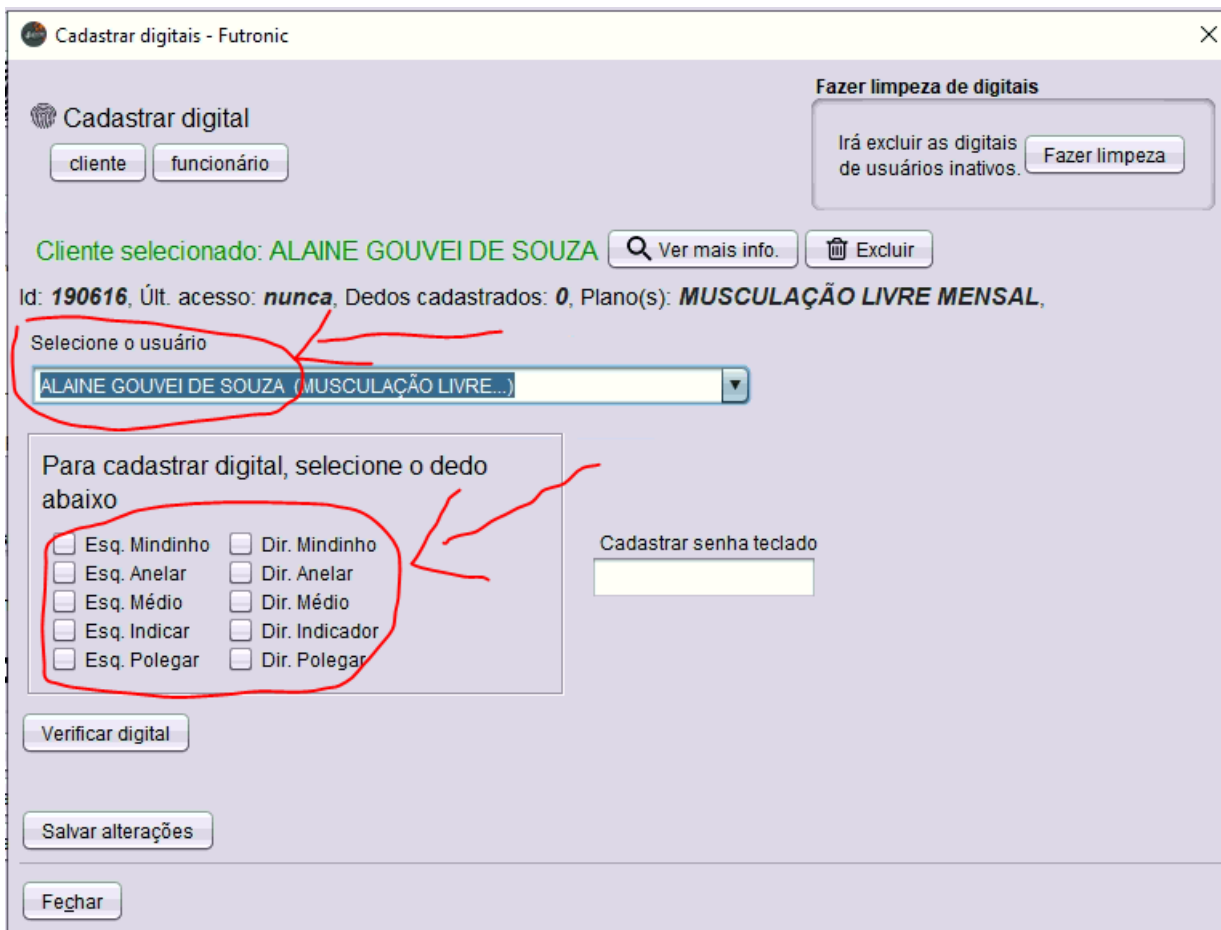 Cadastrar digitais - Futronic
Fazer limpeza de digitais
Cadastrar digital
cliente
funcionário
Irá excluir as digitais
de usuários inativos.
Fazer limpeza
Cliente selecionado: ALAINE GOUVEI DE SOUZA
Ver mais info.
Excluir
Id: 190616, Últ. acesso: nunca, Dedos cadastrados: 0, Plano(s): MUSCULAÇÃO LIVRE MENSAL,
Selecione o usuário
ALAINE GOUVEI DE SOUZA (MUSCULAÇÃO LIVRE...)
Para cadastrar digital, selecione o dedo
abaixo
Esq. Mindinho
Dir. Mindinho
Esq. Anelar
Dir. Anelar
Esq. Médio
Dir. Médio
Esq. Indicar
Dir. Indicador
Esq. Polegar
Dir. Polegar
Cadastrar senha teclado
Verificar digital
Salvar alterações
Fechar